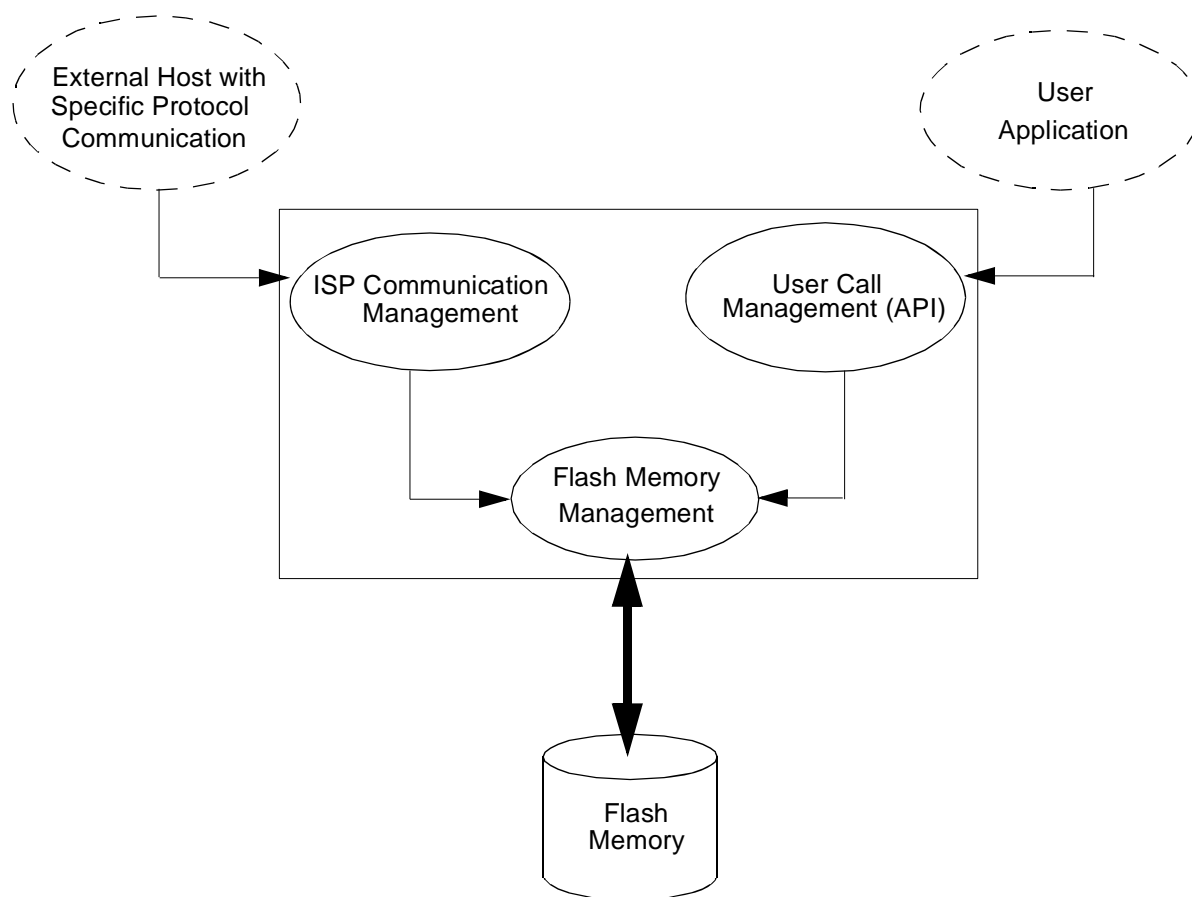 External Host with
Specific Protocol
Communication
User
Application
ISP Communication
Management
User Call
Management (API)
Flash Memory
Management
Flash
Memory